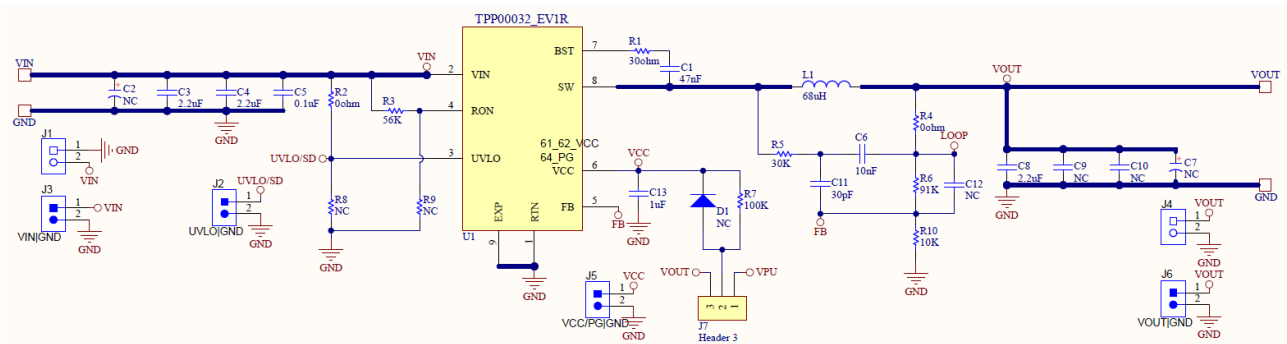 TPP00032_EV1R
VIN
GND
C2
NC
C3
2.2uF
C4
2.2uF
C5
0.1uF
GND
R2
0ohm
R3
56K
VIN
2
VIN
4
RON
3
UVLO
UVLO/SD
R8
NC
R9
NC
GND
BST
7
SW
8
61_62_VCC
64_PG
VCC
6
FB
5
FB
EXP
RTN
9
1
U1
GND
R1
30ohm
C1
47nF
L1
68uH
VCC
C13
1uF
GND
D1
NC
R7
100K
VOUT
VPU
3
2
1
J7
Header 3
R5
30K
C6
10nF
C11
30pF
FB
R4
0ohm
LOOP
R6
91K
C12
NC
R10
10K
GND
VOUT
VOUT
C8
2.2uF
C9
NC
C10
NC
C7
NC
GND
GND
J1
1
2
GND
VIN
J3
1
2
VIN
GND
VIN|GND
J2
1
2
UVLO/SD
GND
UVLO|GND
J5
1
2
VCC
GND
VCC/PG|GND
J4
1
2
VOUT
GND
J6
1
2
VOUT
GND
VOUT|GND